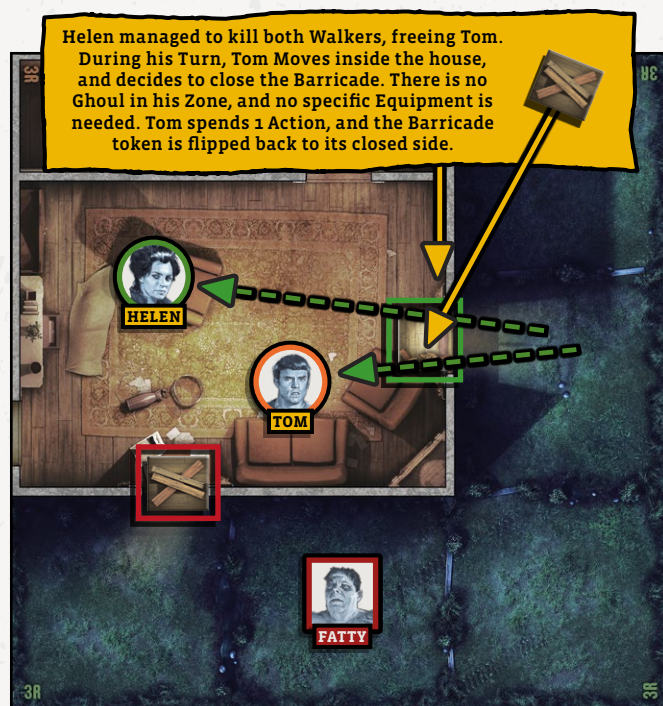 Helen managed to kill both Walkers, freeing Tom.
During his Turn, Tom Moves inside the house,
and decides to close the Barricade. There is no
Ghoul in his Zone, and no specific Equipment is
needed. Tom spends 1 Action, and the Barricade
token is flipped back to its closed side.
3R
3R
HELEN
TOM
FATTY
3R
3R